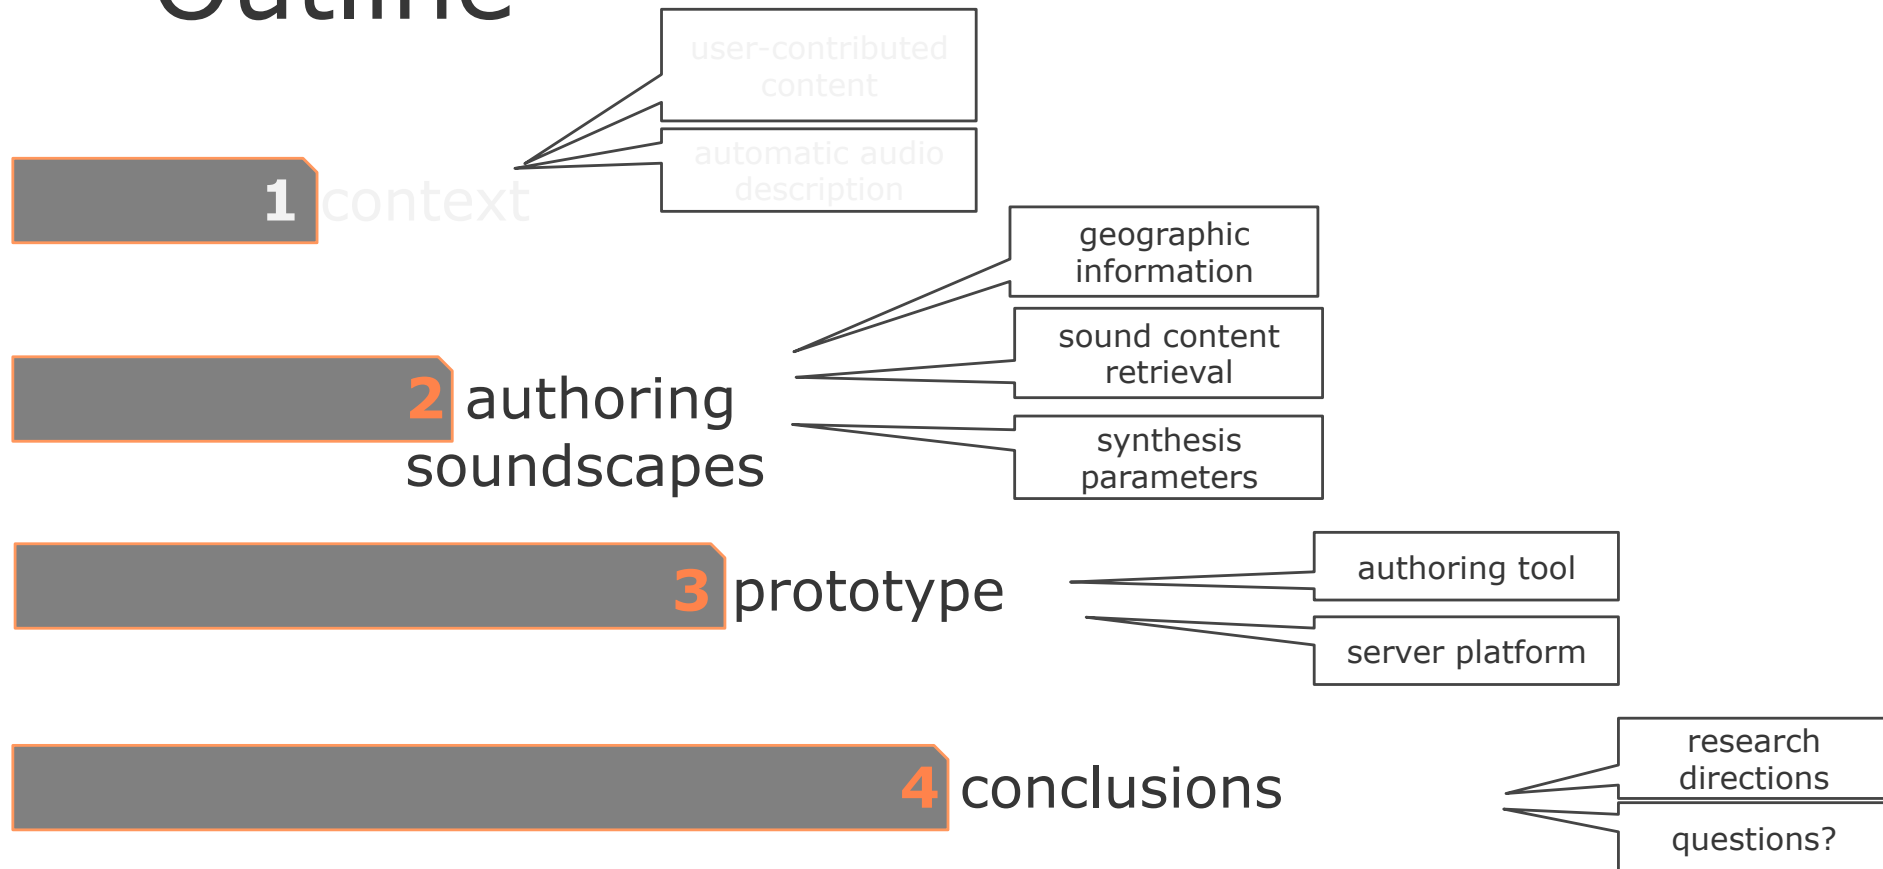 Outline
user-contributed
content
automatic audio
description
1 context
geographic
information
sound content
retrieval
synthesis
parameters
2 authoring
soundscapes
authoring tool
server platform
3 prototype
research
directions
questions?
4 conclusions